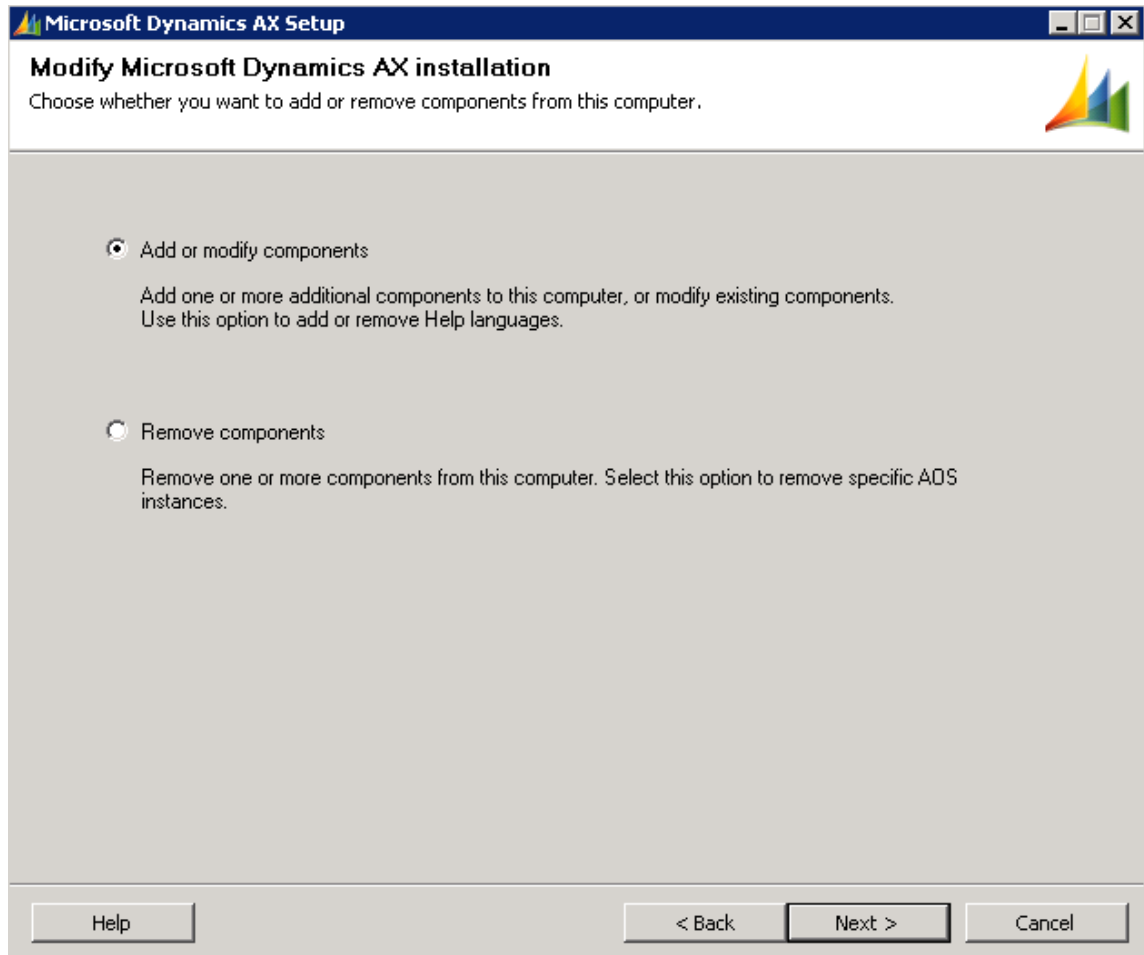 Microsoft Dynamics AX Setup
Modify Microsoft Dynamics AX installation
Choose whether you want to add or remove components from this computer.
Add or modify components
Add one or more additional components to this computer, or modify existing components.
Use this option to add or remove Help languages.
Remove components
Remove one or more components from this computer. Select this option to remove specific AOS
instances.
Help
< Back
Next >
Cancel